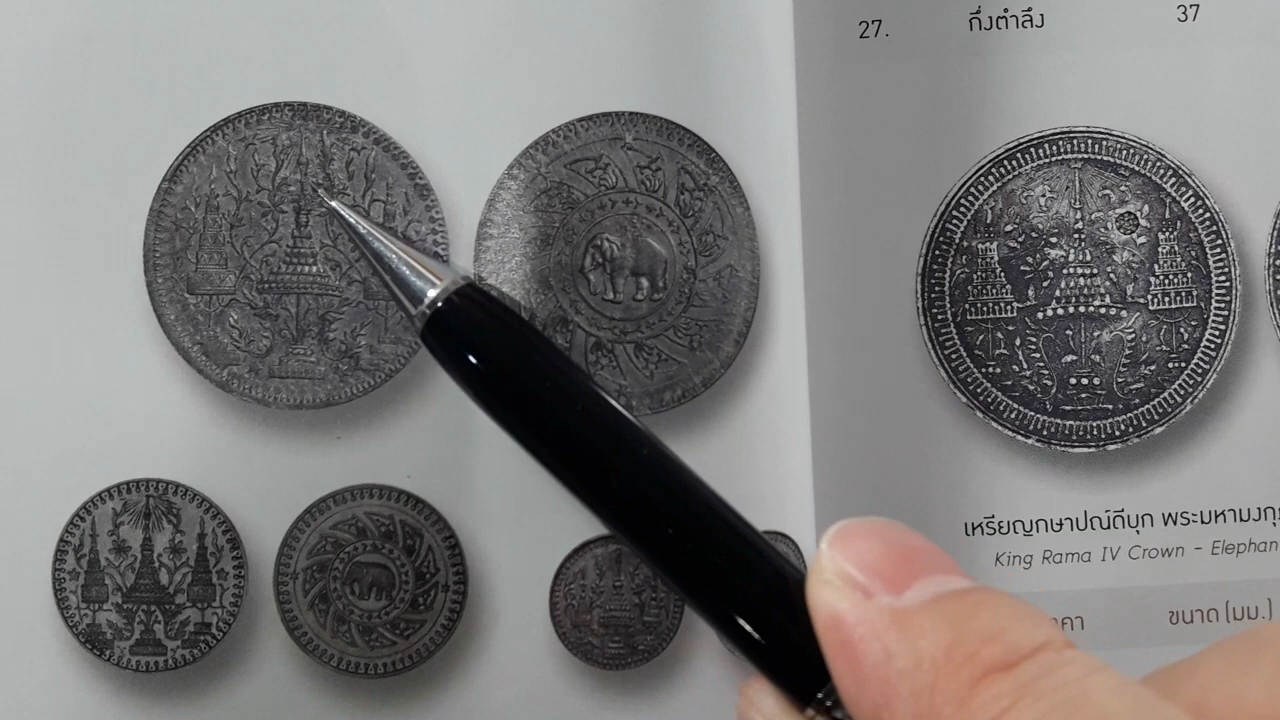 27. กึ่งตำลึง 37
เหรียญกษาปณ์ดีบุก พระมหามงกุ
King Rama IV Crown - Elephan
ขนาด (มม.)